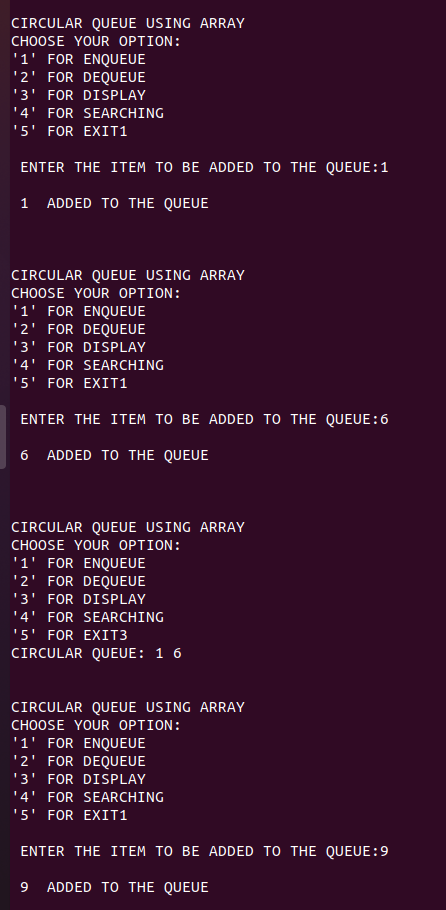 CIRCULAR QUEUE USING ARRAY
CHOOSE YOUR OPTION:
'1' FOR ENQUEUE
'2' FOR DEQUEUE
'3' FOR DISPLAY
'4' FOR SEARCHING
'5' FOR EXIT1
ENTER THE ITEM TO BE ADDED TO THE QUEUE:1
1  ADDED TO THE QUEUE
CIRCULAR QUEUE USING ARRAY
CHOOSE YOUR OPTION:
'1' FOR ENQUEUE
'2' FOR DEQUEUE
'3' FOR DISPLAY
'4' FOR SEARCHING
'5' FOR EXIT1
ENTER THE ITEM TO BE ADDED TO THE QUEUE:6
6  ADDED TO THE QUEUE
CIRCULAR QUEUE USING ARRAY
CHOOSE YOUR OPTION:
'1' FOR ENQUEUE
'2' FOR DEQUEUE
'3' FOR DISPLAY
'4' FOR SEARCHING
'5' FOR EXIT3
CIRCULAR QUEUE: 1 6
CIRCULAR QUEUE USING ARRAY
CHOOSE YOUR OPTION:
'1' FOR ENQUEUE
'2' FOR DEQUEUE
'3' FOR DISPLAY
'4' FOR SEARCHING
'5' FOR EXIT1
ENTER THE ITEM TO BE ADDED TO THE QUEUE:9
9  ADDED TO THE QUEUE